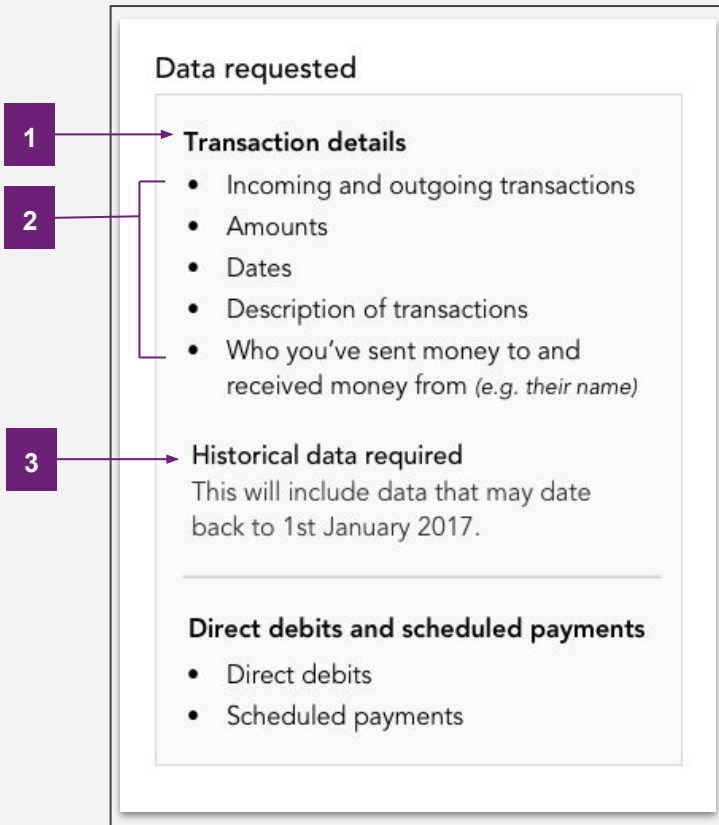 Data requested
1
Transaction details
• Incoming and outgoing transactions
2
• Amounts
• Dates
• Description of transactions
• Who you've sent money to and
received money from (e.g. their name)
3
Historical data required
This will include data that may date
back to 1st January 2017.
Direct debits and scheduled payments
• Direct debits
• Scheduled payments